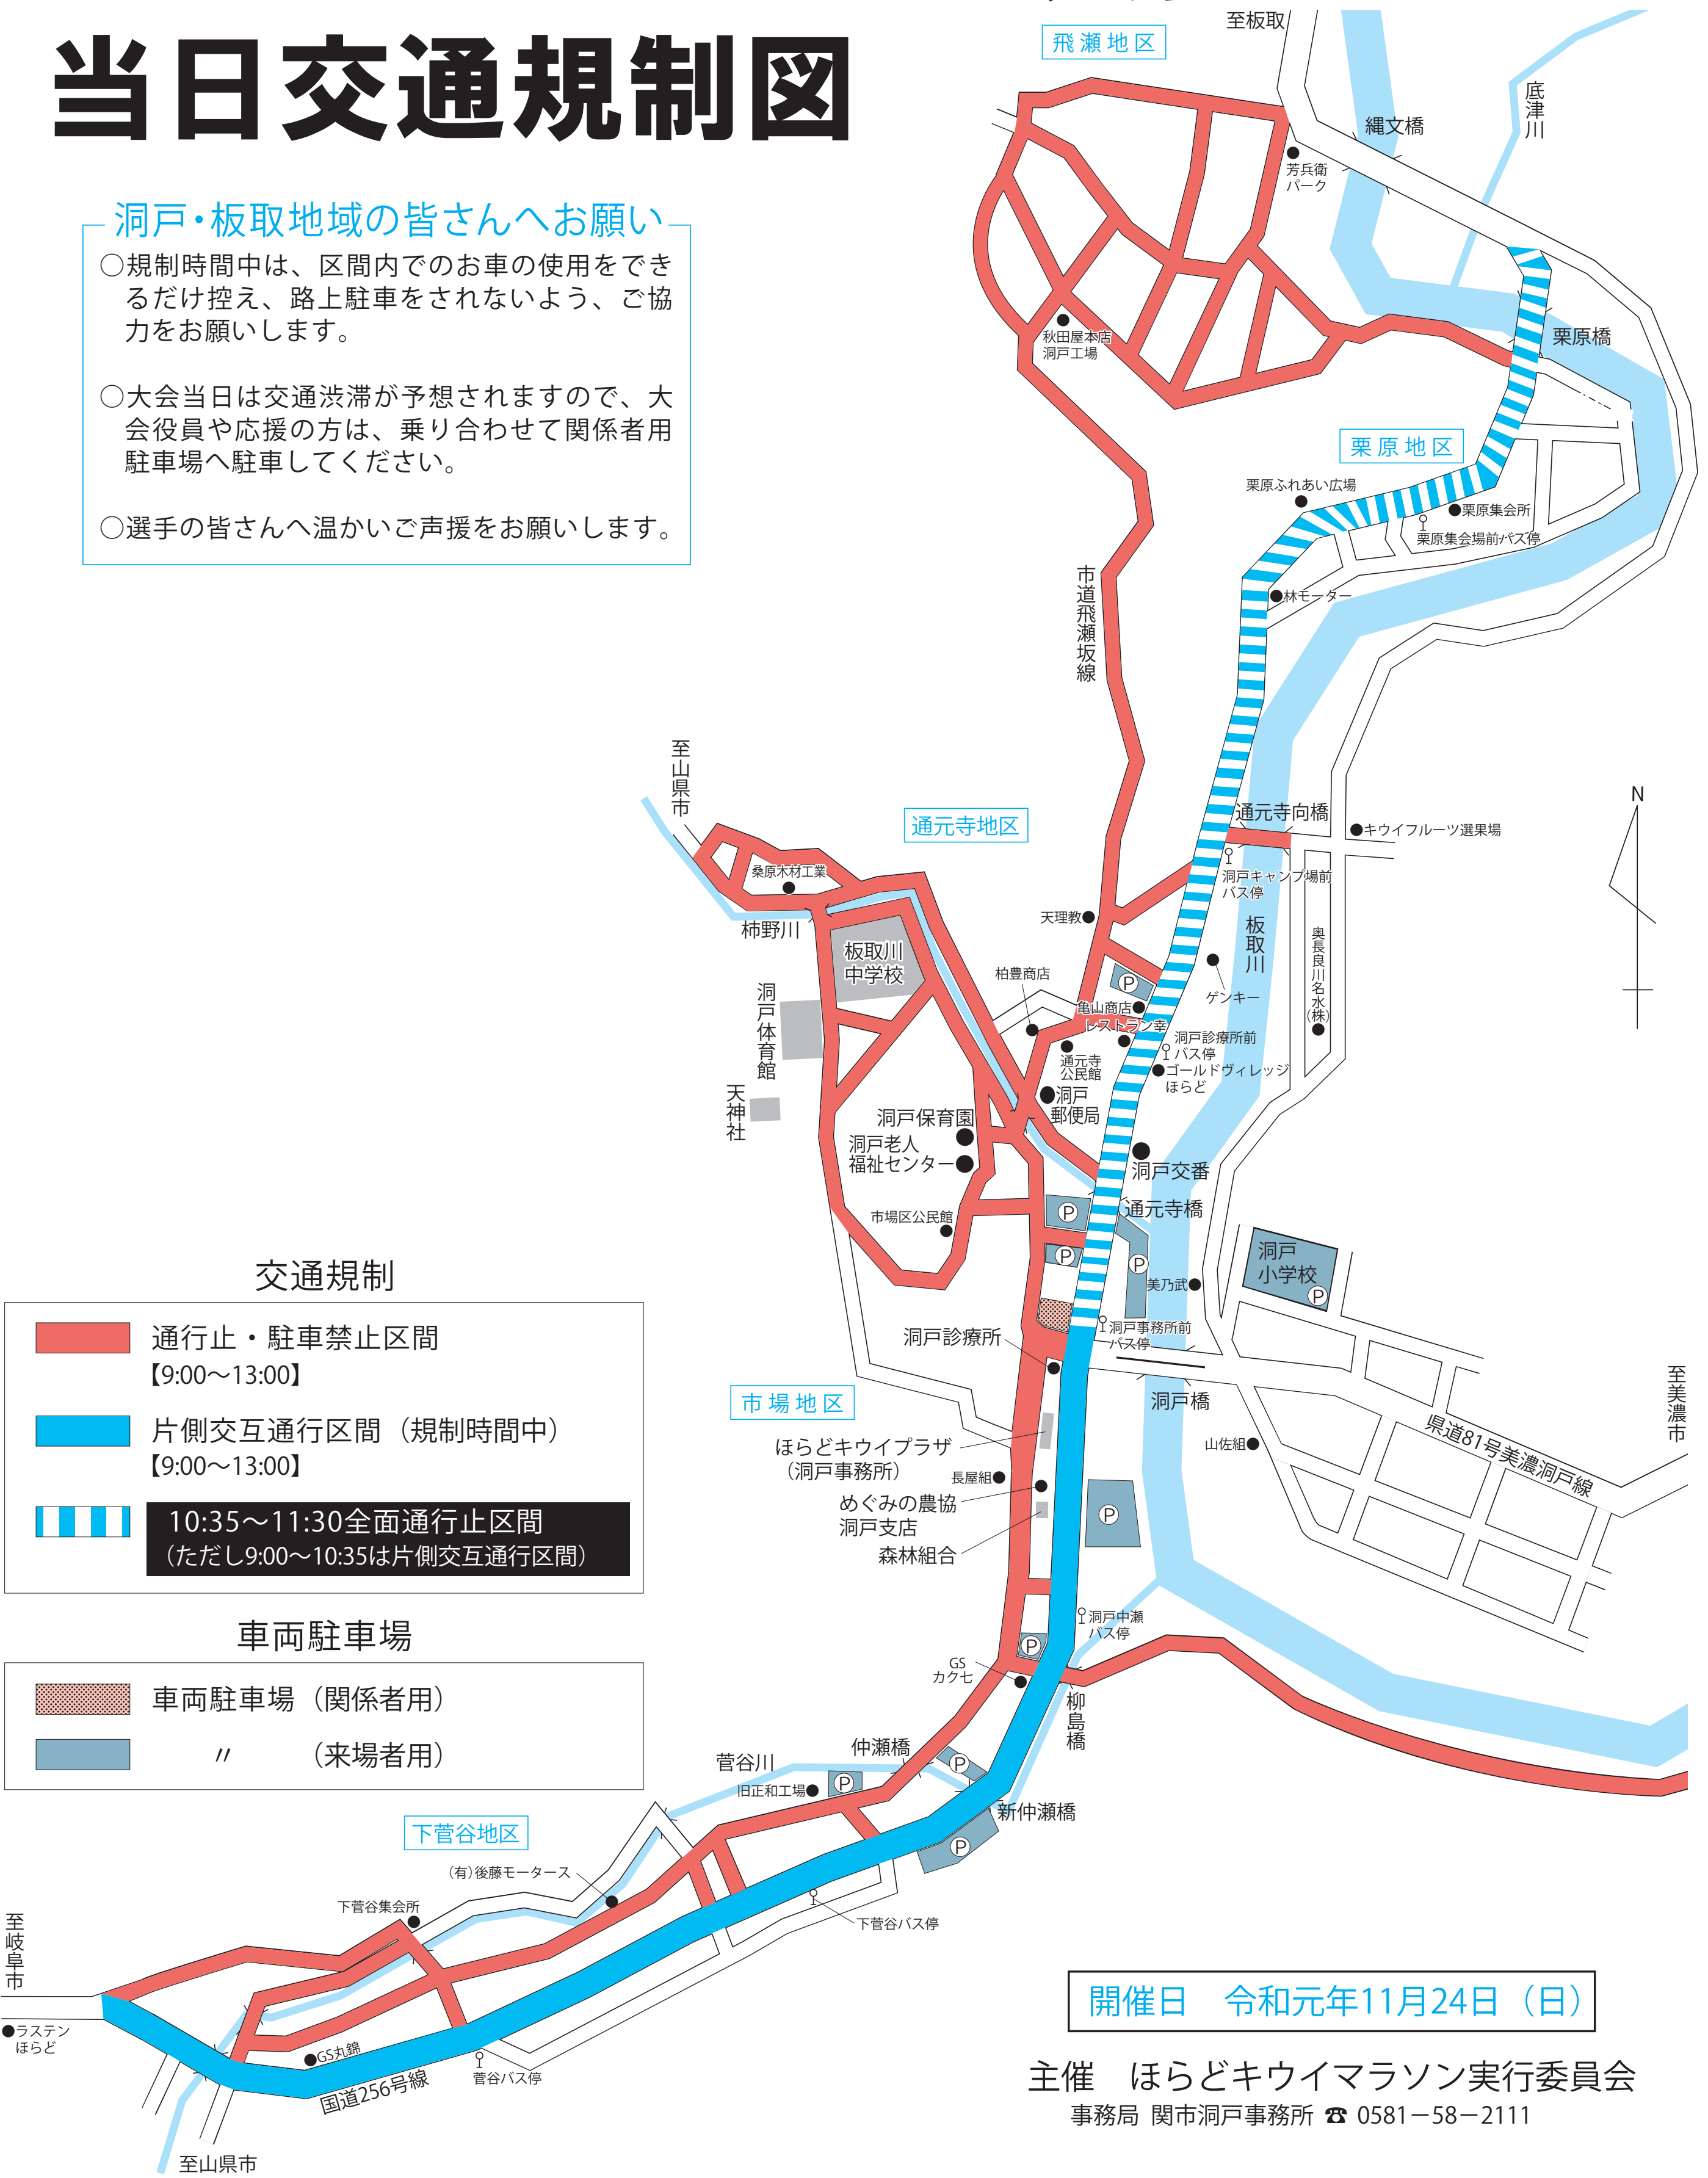 当日交通規制図
洞戸・板取地域の皆さんへお願い
○規制時間中は、区間内でのお車の使用をでき
るだけ控え、路上駐車をされないよう、ご協
力をお願いします。
○大会当日は交通渋滞が予想されますので、大
会役員や応援の方は、乗り合わせて関係者用
駐車場へ駐車してください。
○選手の皆さんへ温かいご声援をお願いします。
至板取
飛瀬地区
底津川
縄文橋
芳兵衛
パーク
秋田屋本店
洞戸工場
栗原橋
栗原地区
栗原ふれあい広場
栗原集会所
栗原集会場前バス停
林モーター
市道飛瀬坂線
至山県市
通元寺地区
通元寺向橋
キウイフルーツ選果場
N
洞戸キャンプ場前
バス停
桑原木材工業
柿野川
天理教
板取川
板取川
中学校
奥長良川名水(株)
柏豊商店
P
ゲンキー
亀山商店
レストラン幸
洞戸体育館
洞戸診療所前
バス停
通元寺
公民館
ゴールドヴィレッジ
ほらど
天神社
洞戸
郵便局
洞戸保育園
洞戸老人
福祉センター
洞戸交番
通元寺橋
市場区公民館
P
P
P
洞戸
小学校
P
美乃武
洞戸事務所前
バス停
洞戸診療所
洞戸橋
至美濃市
市場地区
県道81号美濃洞戸線
山佐組
ほらどキウイプラザ
（洞戸事務所）
長屋組
めぐみの農協
洞戸支店
P
森林組合
洞戸中瀬
バス停
P
GS
カク七
柳島橋
仲瀬橋
菅谷川
P
P
旧正和工場
新仲瀬橋
P
下菅谷地区
（有）後藤モータース
下菅谷集会所
下菅谷バス停
至岐阜市
ラステン
ほらど
GS丸錦
国道256号線
菅谷バス停
至山県市
交通規制
通行止・駐車禁止区間
【9:00～13:00】
片側交互通行区間（規制時間中）
【9:00～13:00】
10:35～11:30全面通行止区間
（ただし9:00～10:35は片側交互通行区間）
車両駐車場
車両駐車場（関係者用）
〃　（来場者用）
開催日　令和元年11月24日（日）
主催　ほらどキウイマラソン実行委員会
事務局 関市洞戸事務所 ☎ 0581－58－2111